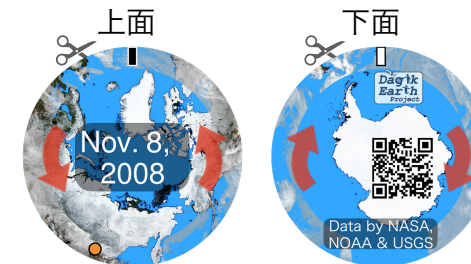 上面
下面
Dagik
Earth
Project
Nov. 8,
2008
Data by NASA,
NOAA & USGS